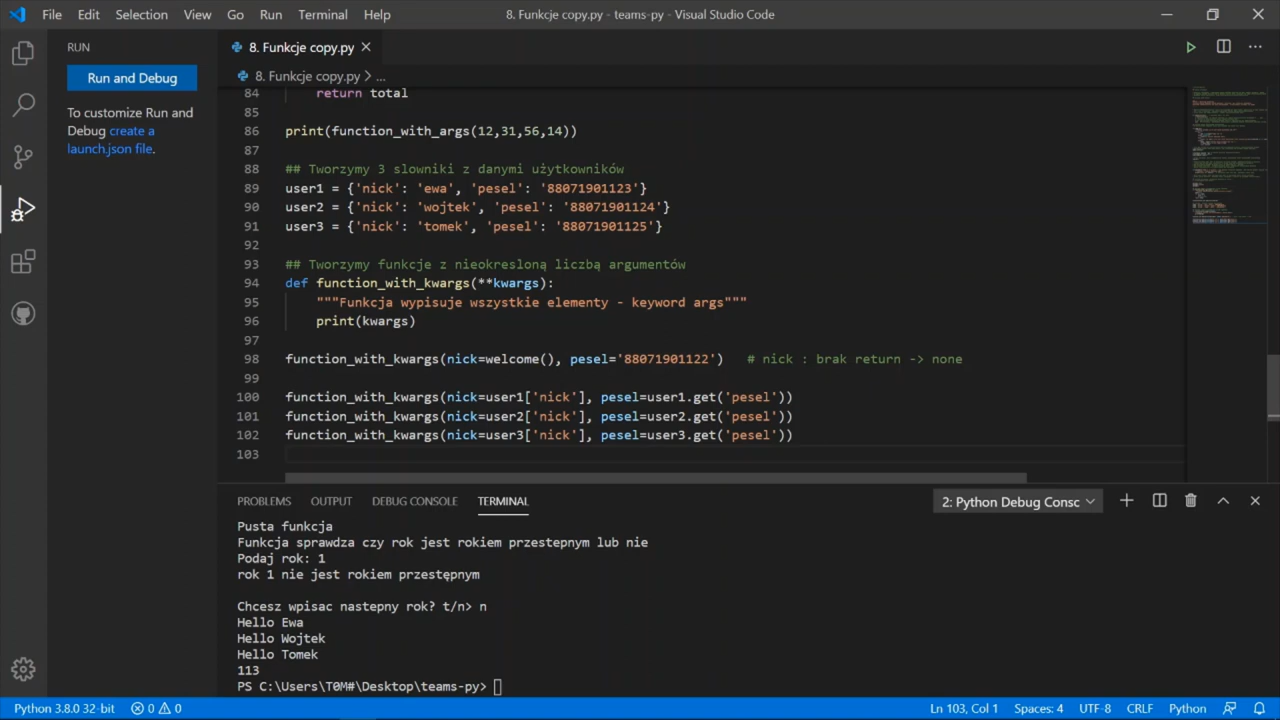 File Edit Selection View Go Run Terminal Help 8. Funkcje copy.py - teams-py - Visual Studio Code
RUN
Run and Debug
To customize Run and
Debug create a
launch.json file.
8. Funkcje copy.py
8. Funkcje copy.py > ...
84 return total
85
86 print(function_with_args(12,31,56,14))
87
88 ## Tworzymy 3 slowniki z danymi użytkowników
89 user1 = {'nick': 'ewa', 'pesel': '88071901123'}
90 user2 = {'nick': 'wojtek', 'pesel': '88071901124'}
91 user3 = {'nick': 'tomek', 'pesel': '88071901125'}
92
93 ## Tworzymy funkcje z nieokresloną liczbą argumentów
94 def function_with_kwargs(**kwargs):
95 """Funkcja wypisuje wszystkie elementy - keyword args"""
96 print(kwargs)
97
98 function_with_kwargs(nick=welcome(), pesel='88071901122') # nick : brak return -> none
99
100 function_with_kwargs(nick=user1['nick'], pesel=user1.get('pesel'))
101 function_with_kwargs(nick=user2['nick'], pesel=user2.get('pesel'))
102 function_with_kwargs(nick=user3['nick'], pesel=user3.get('pesel'))
103
PROBLEMS OUTPUT DEBUG CONSOLE TERMINAL 2: Python Debug Consc
Pusta funkcja
Funkcja sprawdza czy rok jest rokiem przestepnym lub nie
Podaj rok: 1
rok 1 nie jest rokiem przestępnym
Chcesz wpisac nastepny rok? t/n> n
Hello Ewa
Hello Wojtek
Hello Tomek
113
PS C:\Users\T0M#\Desktop\teams-py>
Python 3.8.0 32-bit 0 0 Ln 103, Col 1 Spaces: 4 UTF-8 CRLF Python